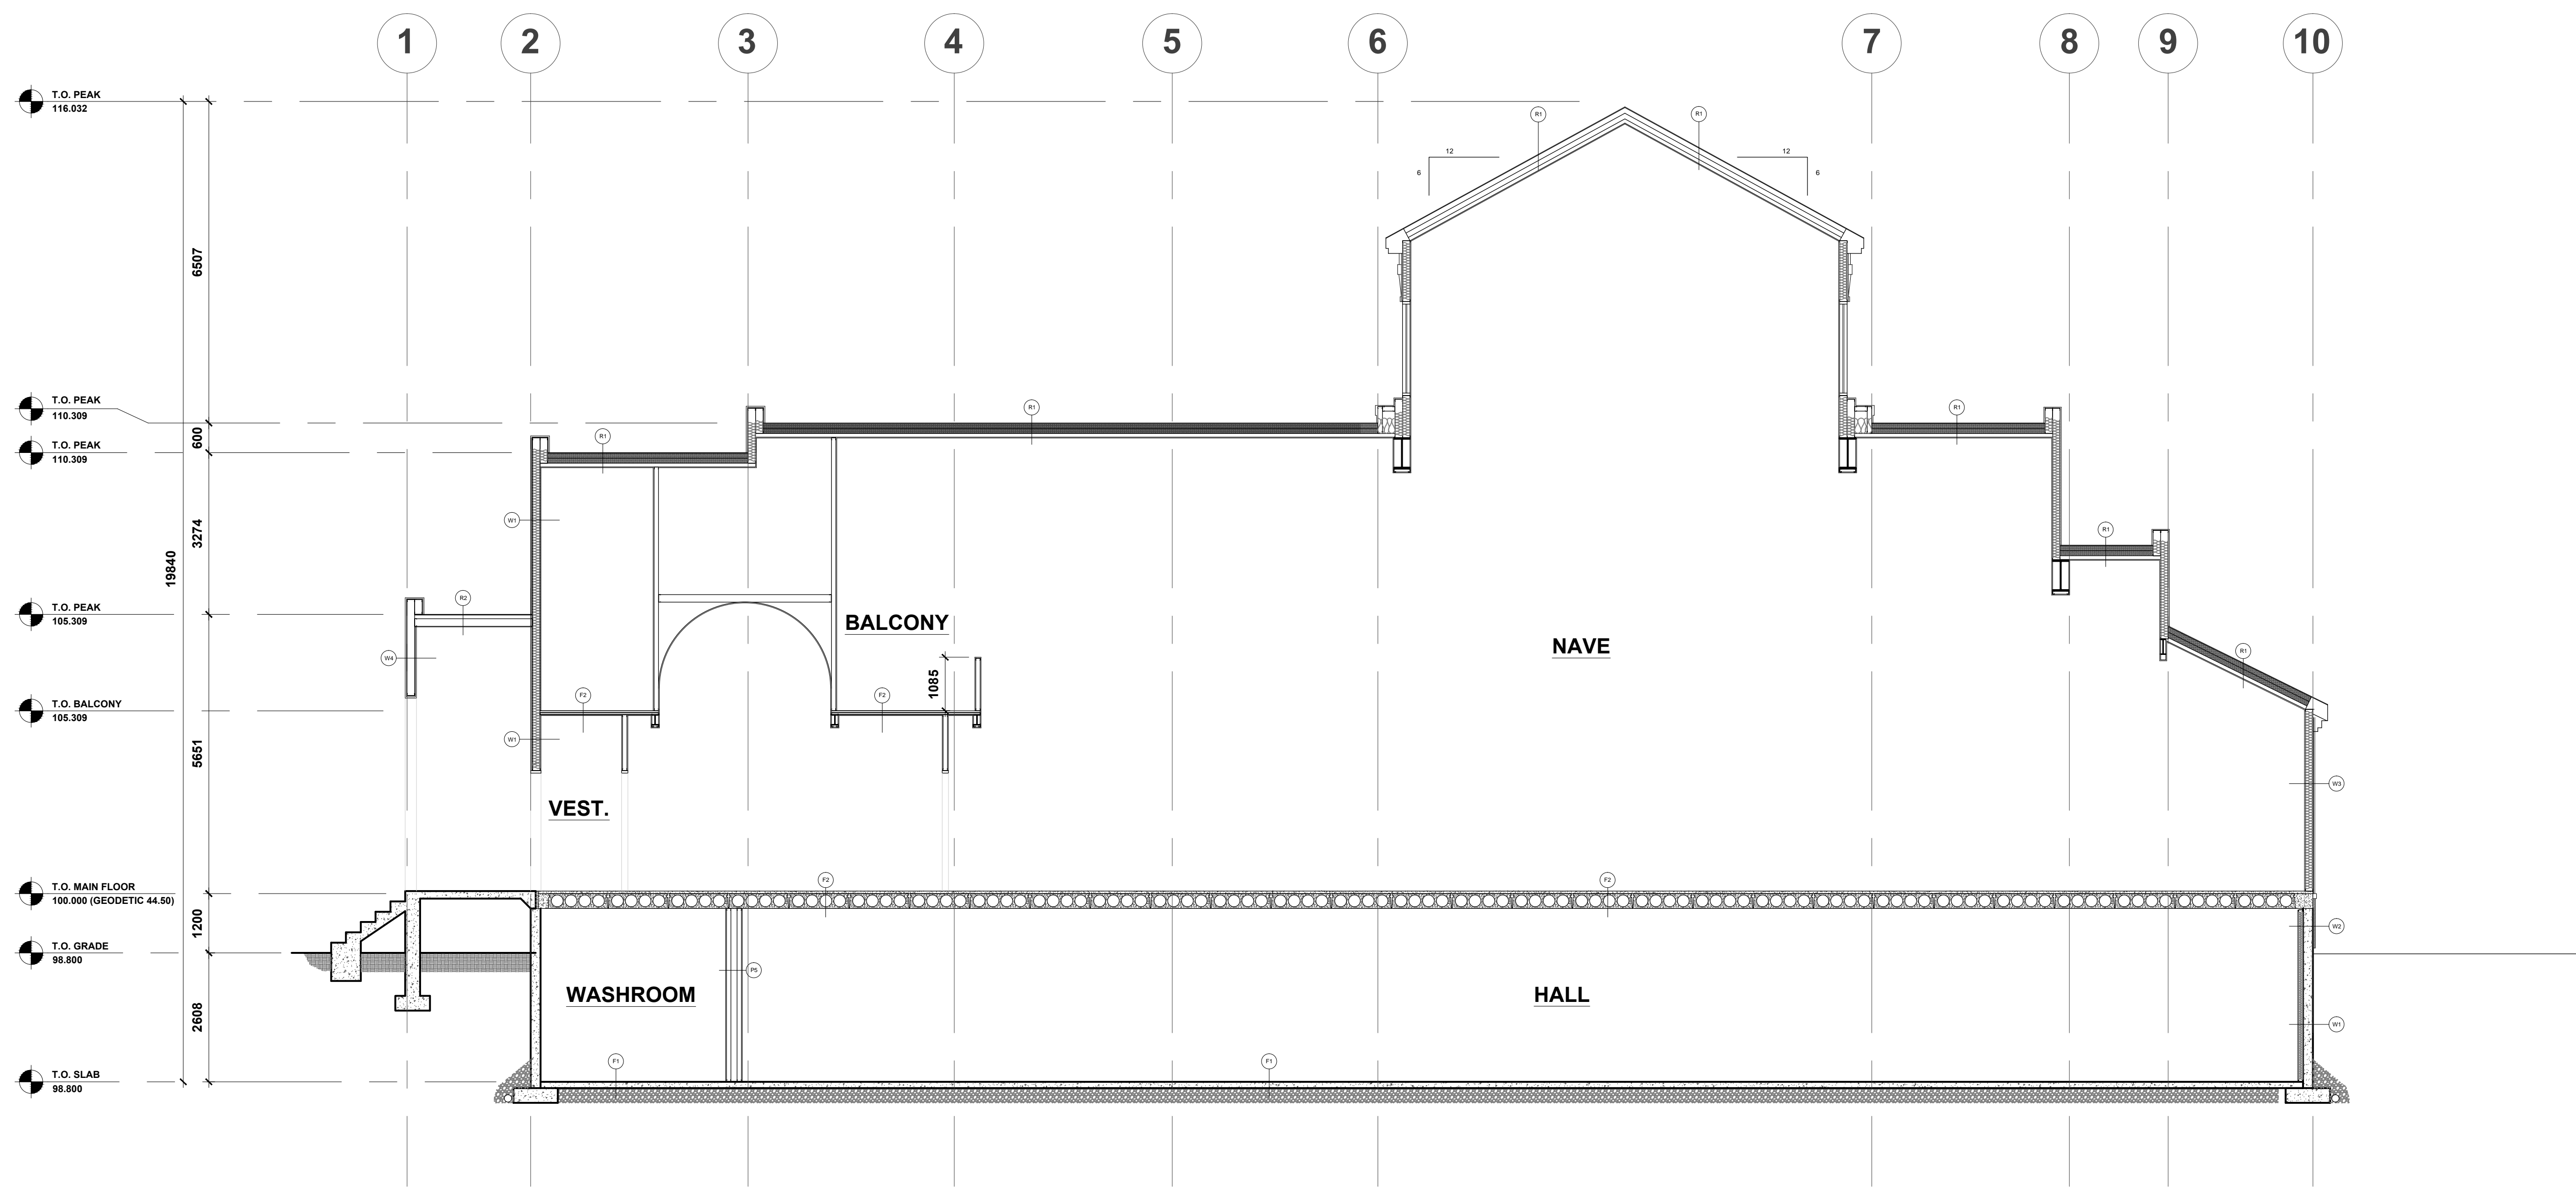 1 2 3 4 5 6 7 8 9 10
T.O. PEAK
116.032
R1 R1
12 12
6 6
6507
T.O. PEAK
110.309
R1 R1
600
R1
T.O. PEAK
110.309
W1
3274
R1
19840
T.O. PEAK
105.309
R2
BALCONY
NAVE
W4
R1
1085
F2 F2
T.O. BALCONY
105.309
W1
5651
W3
VEST.
F2 F2
T.O. MAIN FLOOR
100.000 (GEODETIC 44.50)
1200
W2
T.O. GRADE
98.800
P5
WASHROOM
HALL
2608
W1
F1 F1
T.O. SLAB
98.800